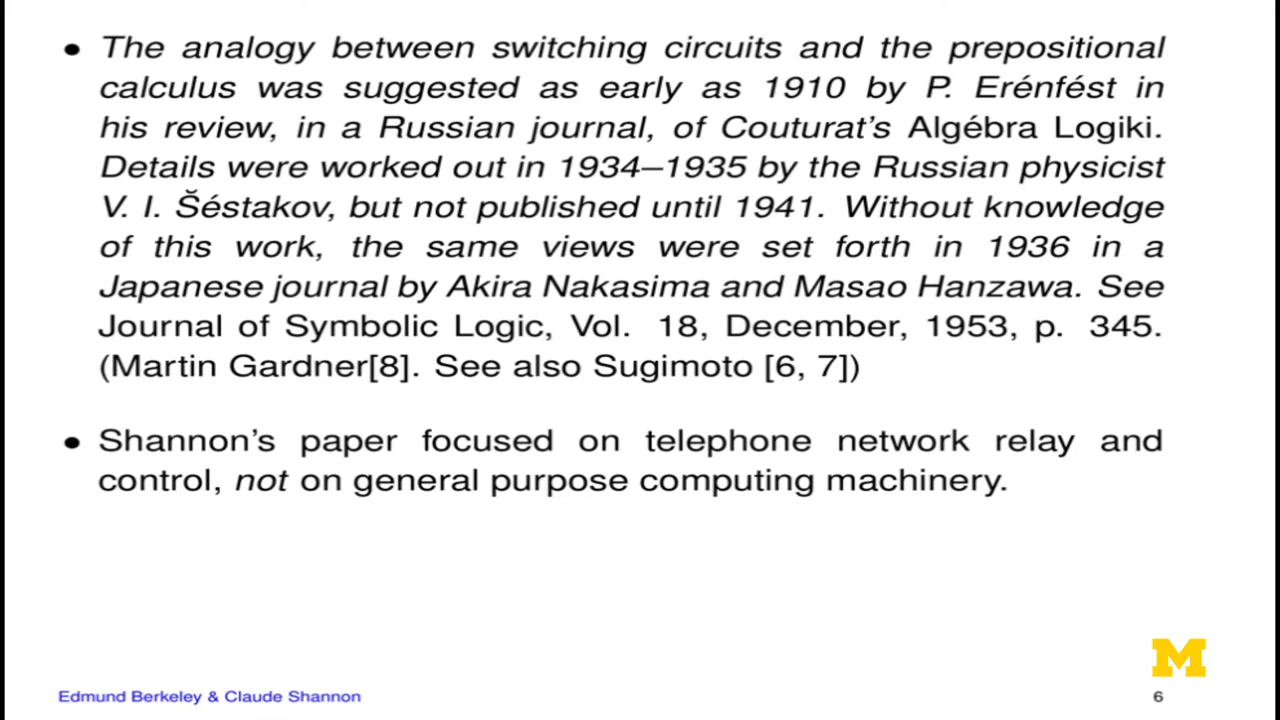 • The analogy between switching circuits and the prepositional
calculus was suggested as early as 1910 by P. Erénfést in
his review, in a Russian journal, of Couturat's Algébra Logiki.
Details were worked out in 1934–1935 by the Russian physicist
V. I. Šéstakov, but not published until 1941. Without knowledge
of this work, the same views were set forth in 1936 in a
Japanese journal by Akira Nakasima and Masao Hanzawa. See
Journal of Symbolic Logic, Vol. 18, December, 1953, p. 345.
(Martin Gardner[8]. See also Sugimoto [6, 7])
• Shannon's paper focused on telephone network relay and
control, not on general purpose computing machinery.
M
Edmund Berkeley & Claude Shannon
6